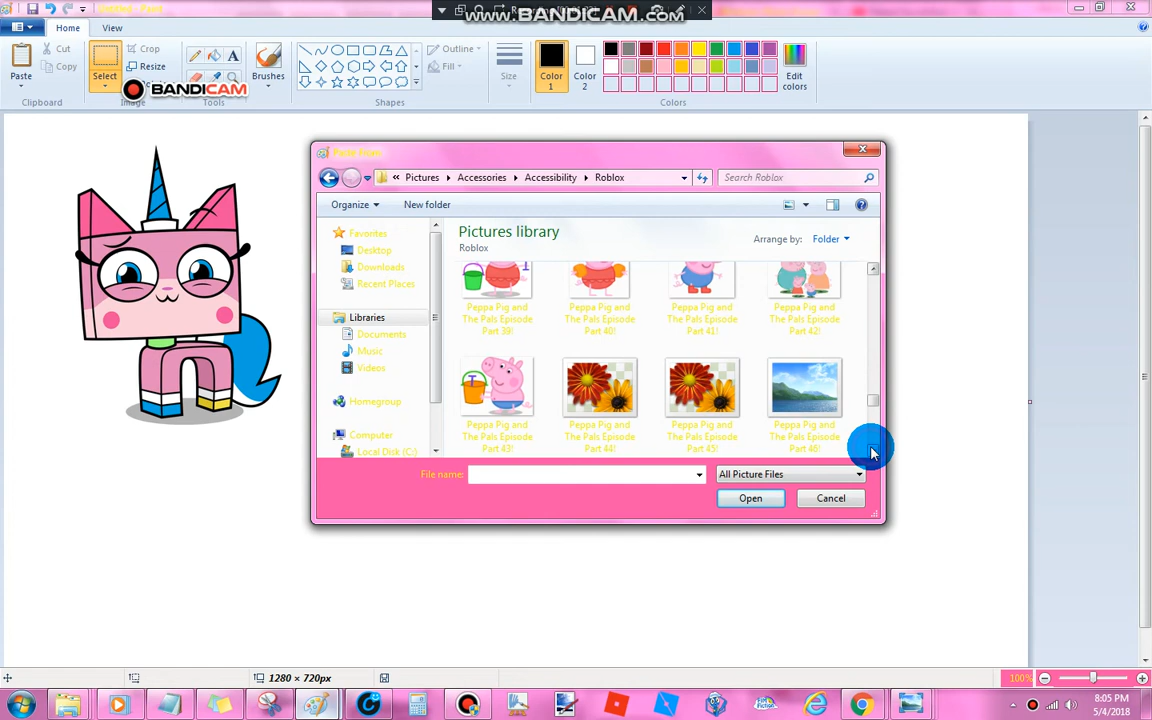 www.BANDICAM.com
Home
View
Paste
Cut
Copy
Clipboard
Select
Crop
Resize
Image
BANDICAM
Tools
Brushes
Shapes
Outline
Fill
Size
Color 1
Color 2
Edit colors
Colors
Paste From
« Pictures Accessories Accessibility Roblox
Search Roblox
Organize
New folder
Favorites
Desktop
Downloads
Recent Places
Libraries
Documents
Music
Videos
Homegroup
Computer
Local Disk (C:)
Pictures library
Roblox
Arrange by: Folder
Peppa Pig and The Pals Episode Part 39!
Peppa Pig and The Pals Episode Part 40!
Peppa Pig and The Pals Episode Part 41!
Peppa Pig and The Pals Episode Part 42!
Peppa Pig and The Pals Episode Part 43!
Peppa Pig and The Pals Episode Part 44!
Peppa Pig and The Pals Episode Part 45!
Peppa Pig and The Pals Episode Part 46!
File name:
All Picture Files
Open
Cancel
1280 × 720px
100%
8:05 PM
5/4/2018